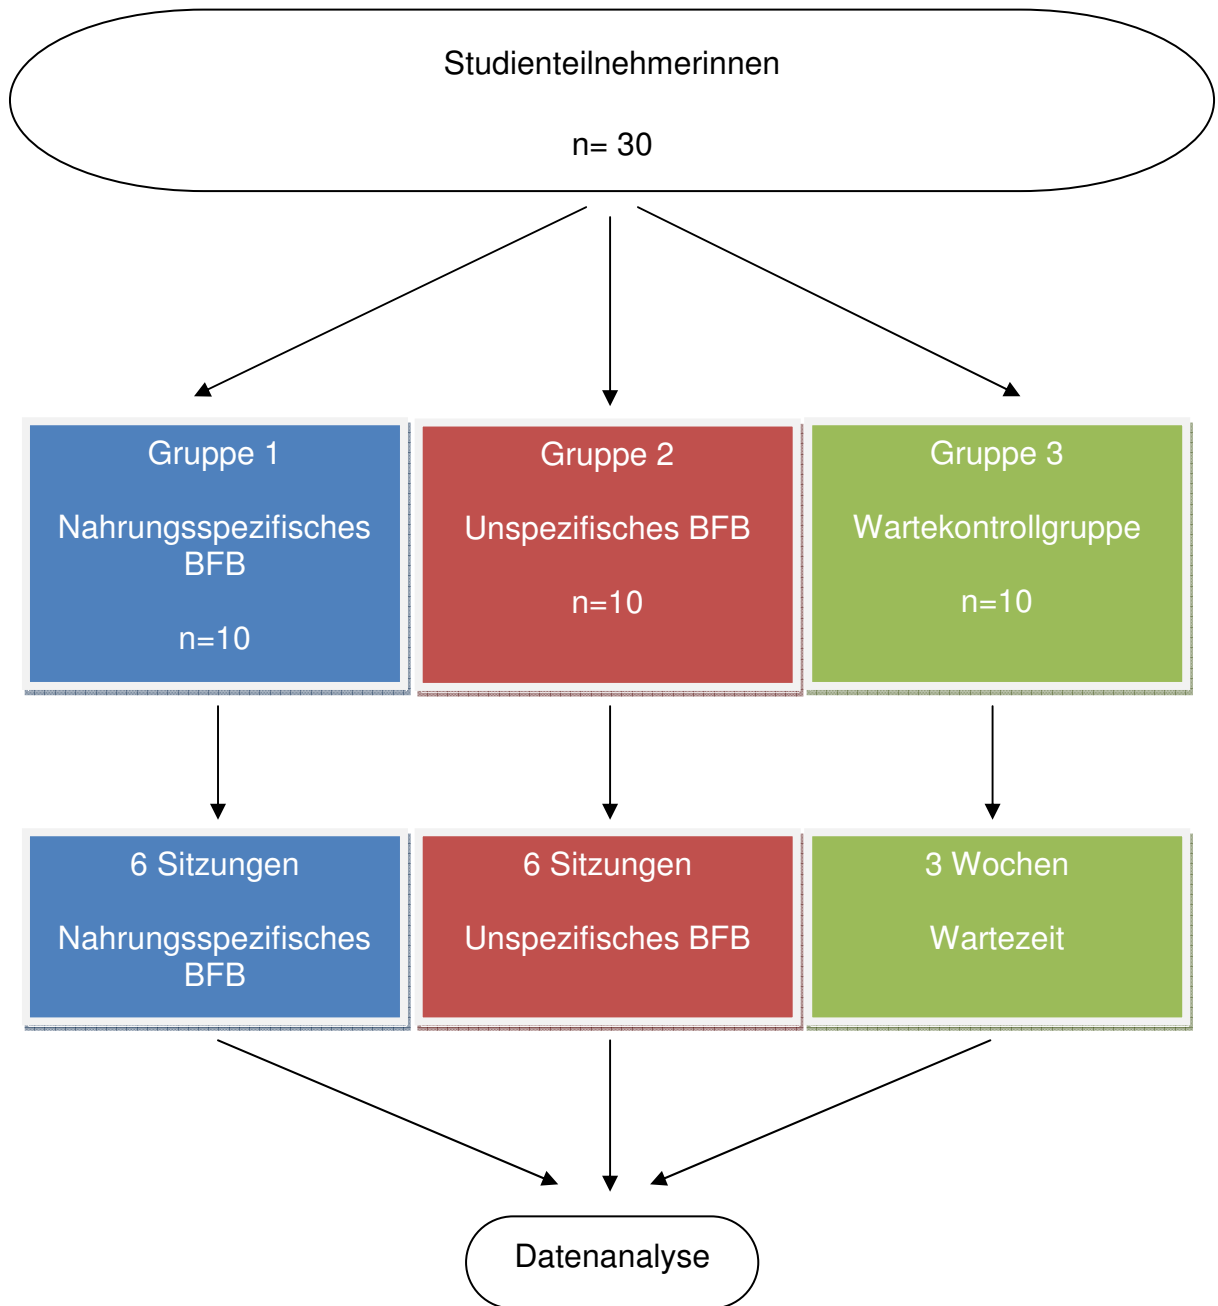 Studienteilnehmerinnen
n= 30
Gruppe 1
Nahrungsspezifisches
BFB
n=10
Gruppe 2
Unspezifisches BFB
n=10
Gruppe 3
Wartekontrollgruppe
n=10
6 Sitzungen
Nahrungsspezifisches
BFB
6 Sitzungen
Unspezifisches BFB
3 Wochen
Wartezeit
Datenanalyse